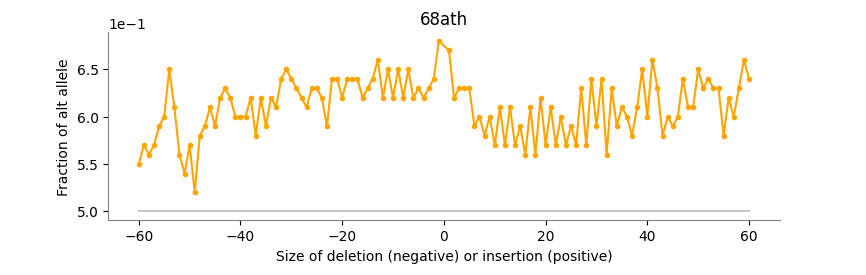 68ath
1e−1
Fraction of alt allele
6.5
6.0
5.5
5.0
−60 −40 −20 0 20 40 60
Size of deletion (negative) or insertion (positive)